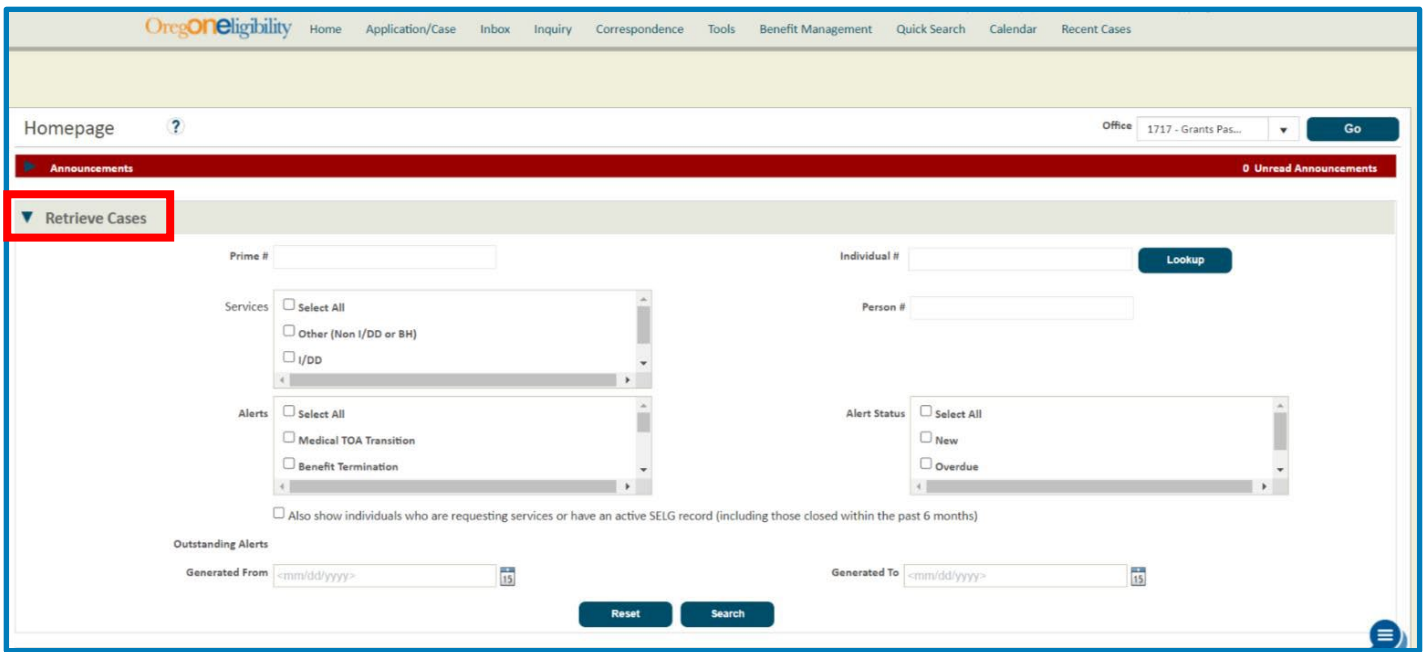 OregONeligibility Home Application/Case Inbox Inquiry Correspondence Tools Benefit Management Quick Search Calendar Recent Cases
Homepage ? Office 1717 - Grants Pas... Go
Announcements 0 Unread Announcements
Retrieve Cases
Prime # Individual # Lookup
Services Select All Person #
Other (Non I/DD or BH)
I/DD
Alerts Select All Alert Status Select All
Medical TOA Transition New
Benefit Termination Overdue
Also show individuals who are requesting services or have an active SELG record (including those closed within the past 6 months)
Outstanding Alerts
Generated From <mm/dd/yyyy> 15 Generated To <mm/dd/yyyy> 15
Reset Search